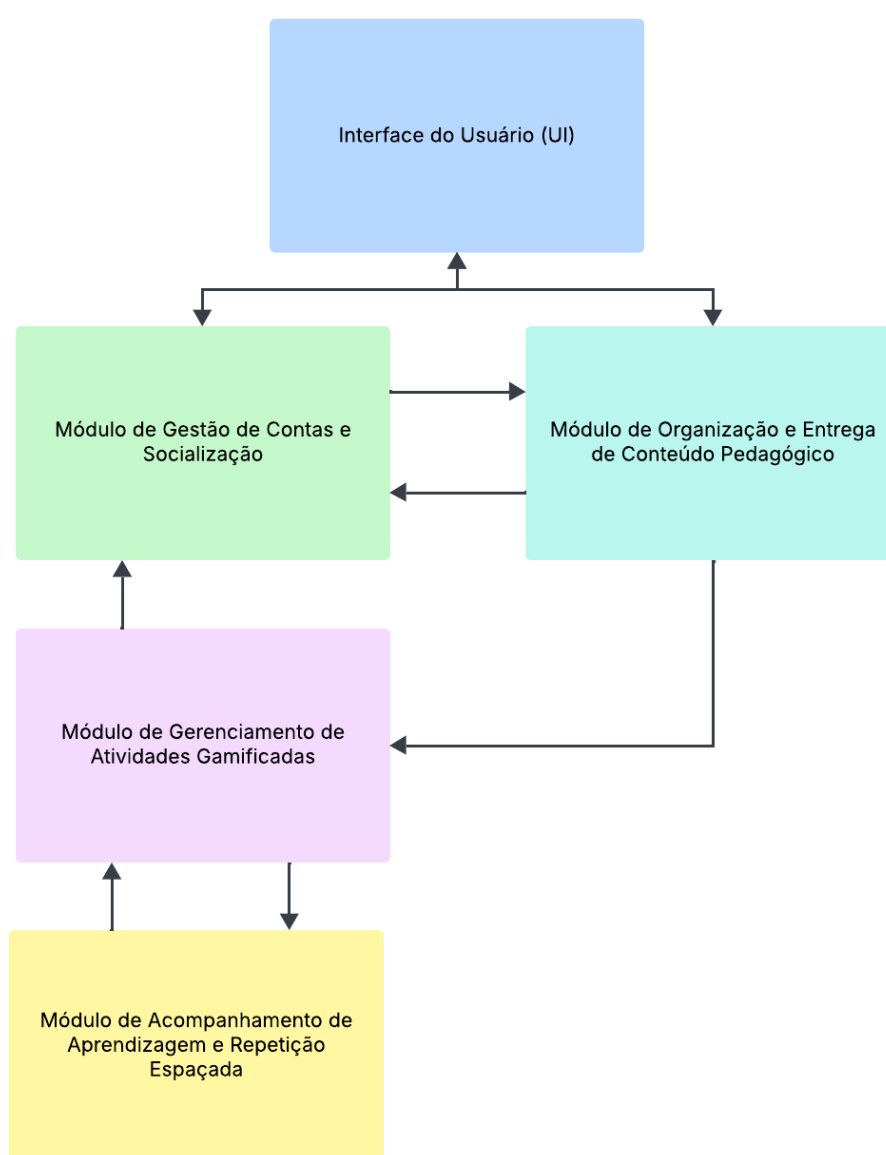 Interface do Usuário (UI)
Módulo de Gestão de Contas e
Socialização
Módulo de Organização e Entrega
de Conteúdo Pedagógico
Módulo de Gerenciamento de
Atividades Gamificadas
Módulo de Acompanhamento de
Aprendizagem e Repetição
Espaçada